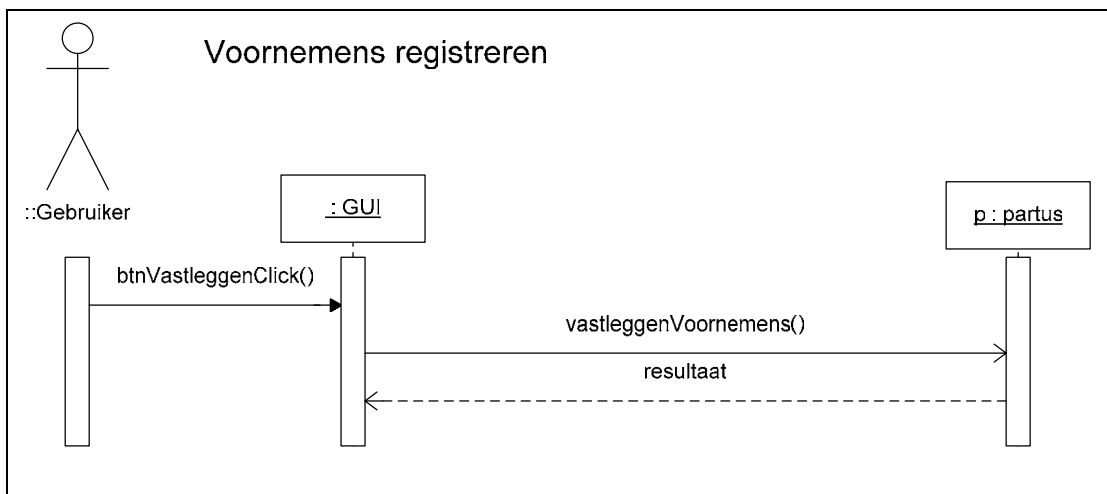 Voornemens registreren
::Gebruiker
: GUI
p : partus
btnVastleggenClick()
vastleggenVoornemens()
resultaat